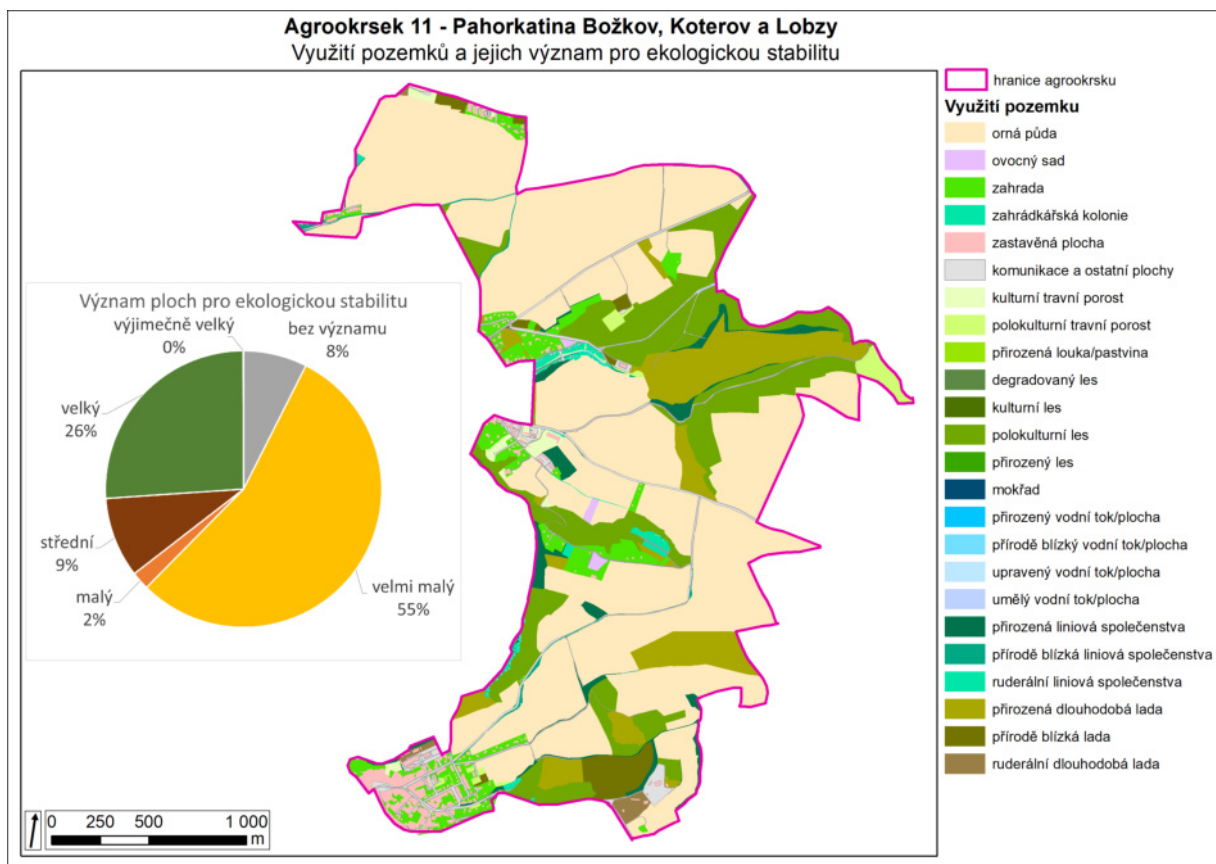 Agrookrsek 11 - Pahorkatina Božkov, Koterov a Lobzy
Využití pozemků a jejich význam pro ekologickou stabilitu
hranice agrookrsku
Využití pozemku
orná půda
ovocný sad
zahrada
zahrádkářská kolonie
zastavěná plocha
komunikace a ostatní plochy
kulturní travní porost
polokulturní travní porost
přirozená louka/pastvina
degradovaný les
kulturní les
polokulturní les
přirozený les
mokřad
přirozený vodní tok/plocha
přírodě blízký vodní tok/plocha
upravený vodní tok/plocha
umělý vodní tok/plocha
přirozená liniová společenstva
přírodě blízká liniová společenstva
ruderální liniová společenstva
přirozená dlouhodobá lada
přírodě blízká lada
ruderální dlouhodobá lada
Význam ploch pro ekologickou stabilitu
výjimečně velký
0%
bez významu
8%
velký
26%
střední
9%
malý
2%
velmi malý
55%
0 250 500 1 000
m